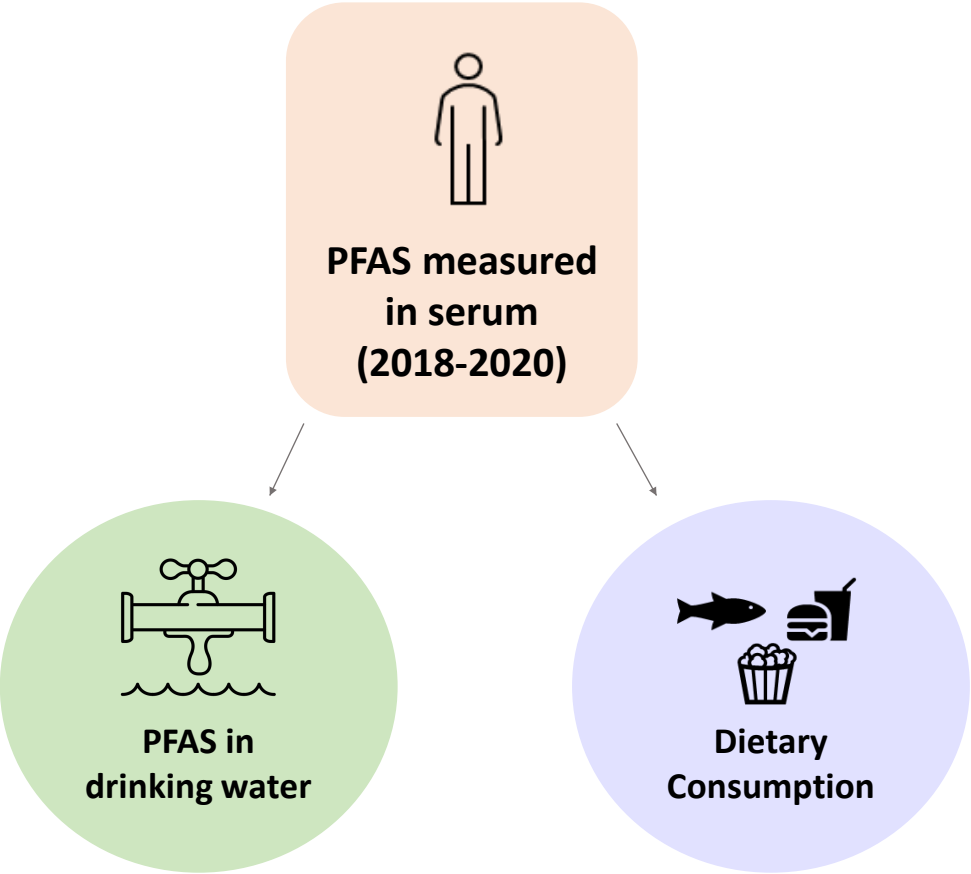 PFAS measured
in serum
(2018-2020)
PFAS in
drinking water
Dietary
Consumption